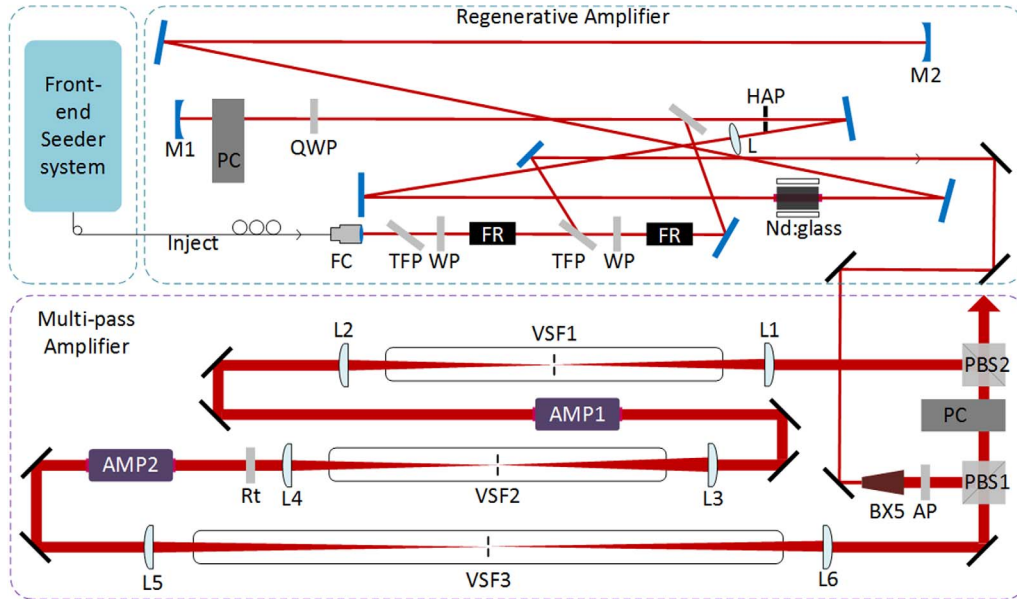 Regenerative Amplifier
Front-
end
Seeder
system
M2
HAP
M1
PC
QWP
L
Nd:glass
Inject
FC
TFP
WP
FR
TFP
WP
FR
Multi-pass
Amplifier
L2
VSF1
L1
PBS2
AMP1
PC
AMP2
Rt
L4
VSF2
L3
BX5
AP
PBS1
L5
VSF3
L6